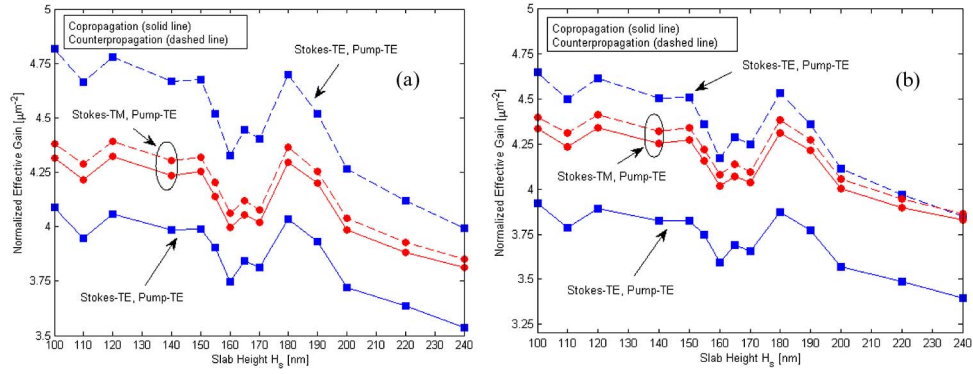 Copropagation (solid line)
Counterpropagation (dashed line)
(a)
Stokes-TE, Pump-TE
Stokes-TM, Pump-TE
Stokes-TE, Pump-TE
Normalized Effective Gain [μm⁻²]
5
4.75
4.5
4.25
4
3.75
3.5
100 110 120 130 140 150 160 170 180 190 200 210 220 230 240
Slab Height Hₛ [nm]
Copropagation (solid line)
Counterpropagation (dashed line)
(b)
Stokes-TE, Pump-TE
Stokes-TM, Pump-TE
Stokes-TE, Pump-TE
Normalized Effective Gain [μm⁻²]
5
4.75
4.5
4.25
4
3.75
3.5
3.25
100 110 120 130 140 150 160 170 180 190 200 210 220 230 240
Slab Height Hₛ [nm]